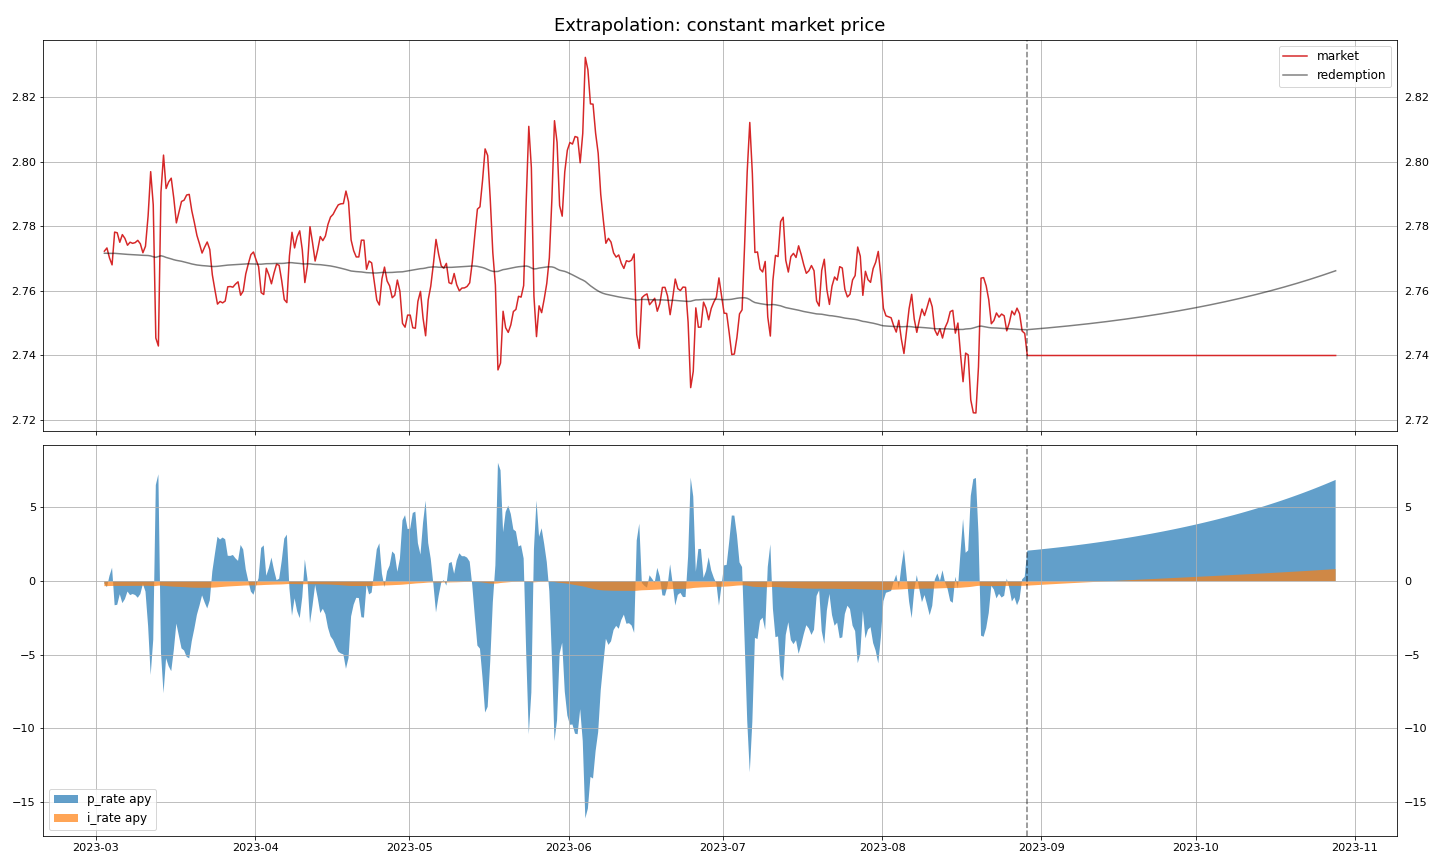 Extrapolation: constant market price
market
redemption
2.82 2.82
2.80 2.80
2.78 2.78
2.76 2.76
2.74 2.74
2.72 2.72
5 5
0 0
−5 −5
−10 −10
−15 −15
p_rate apy
i_rate apy
2023-03 2023-04 2023-05 2023-06 2023-07 2023-08 2023-09 2023-10 2023-11